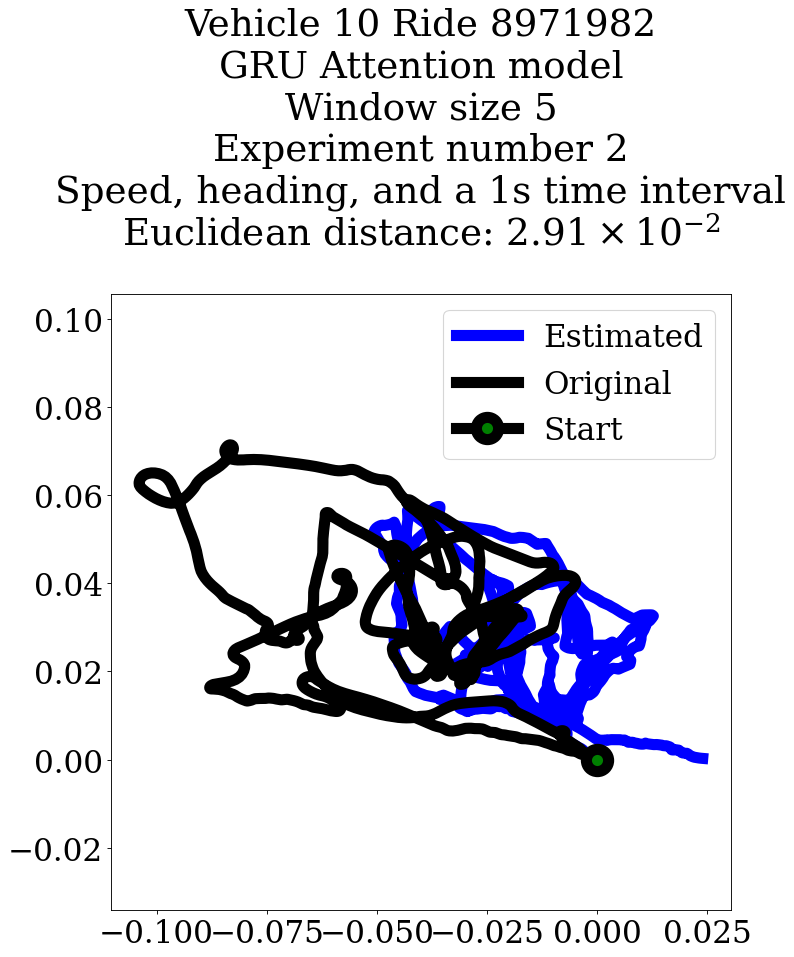 Vehicle 10 Ride 8971982
GRU Attention model
Window size 5
Experiment number 2
Speed, heading, and a 1s time interval
Euclidean distance: 2.91 × 10⁻²
Estimated
Original
Start
0.10
0.08
0.06
0.04
0.02
0.00
−0.02
−0.100 −0.075 −0.050 −0.025 0.000 0.025